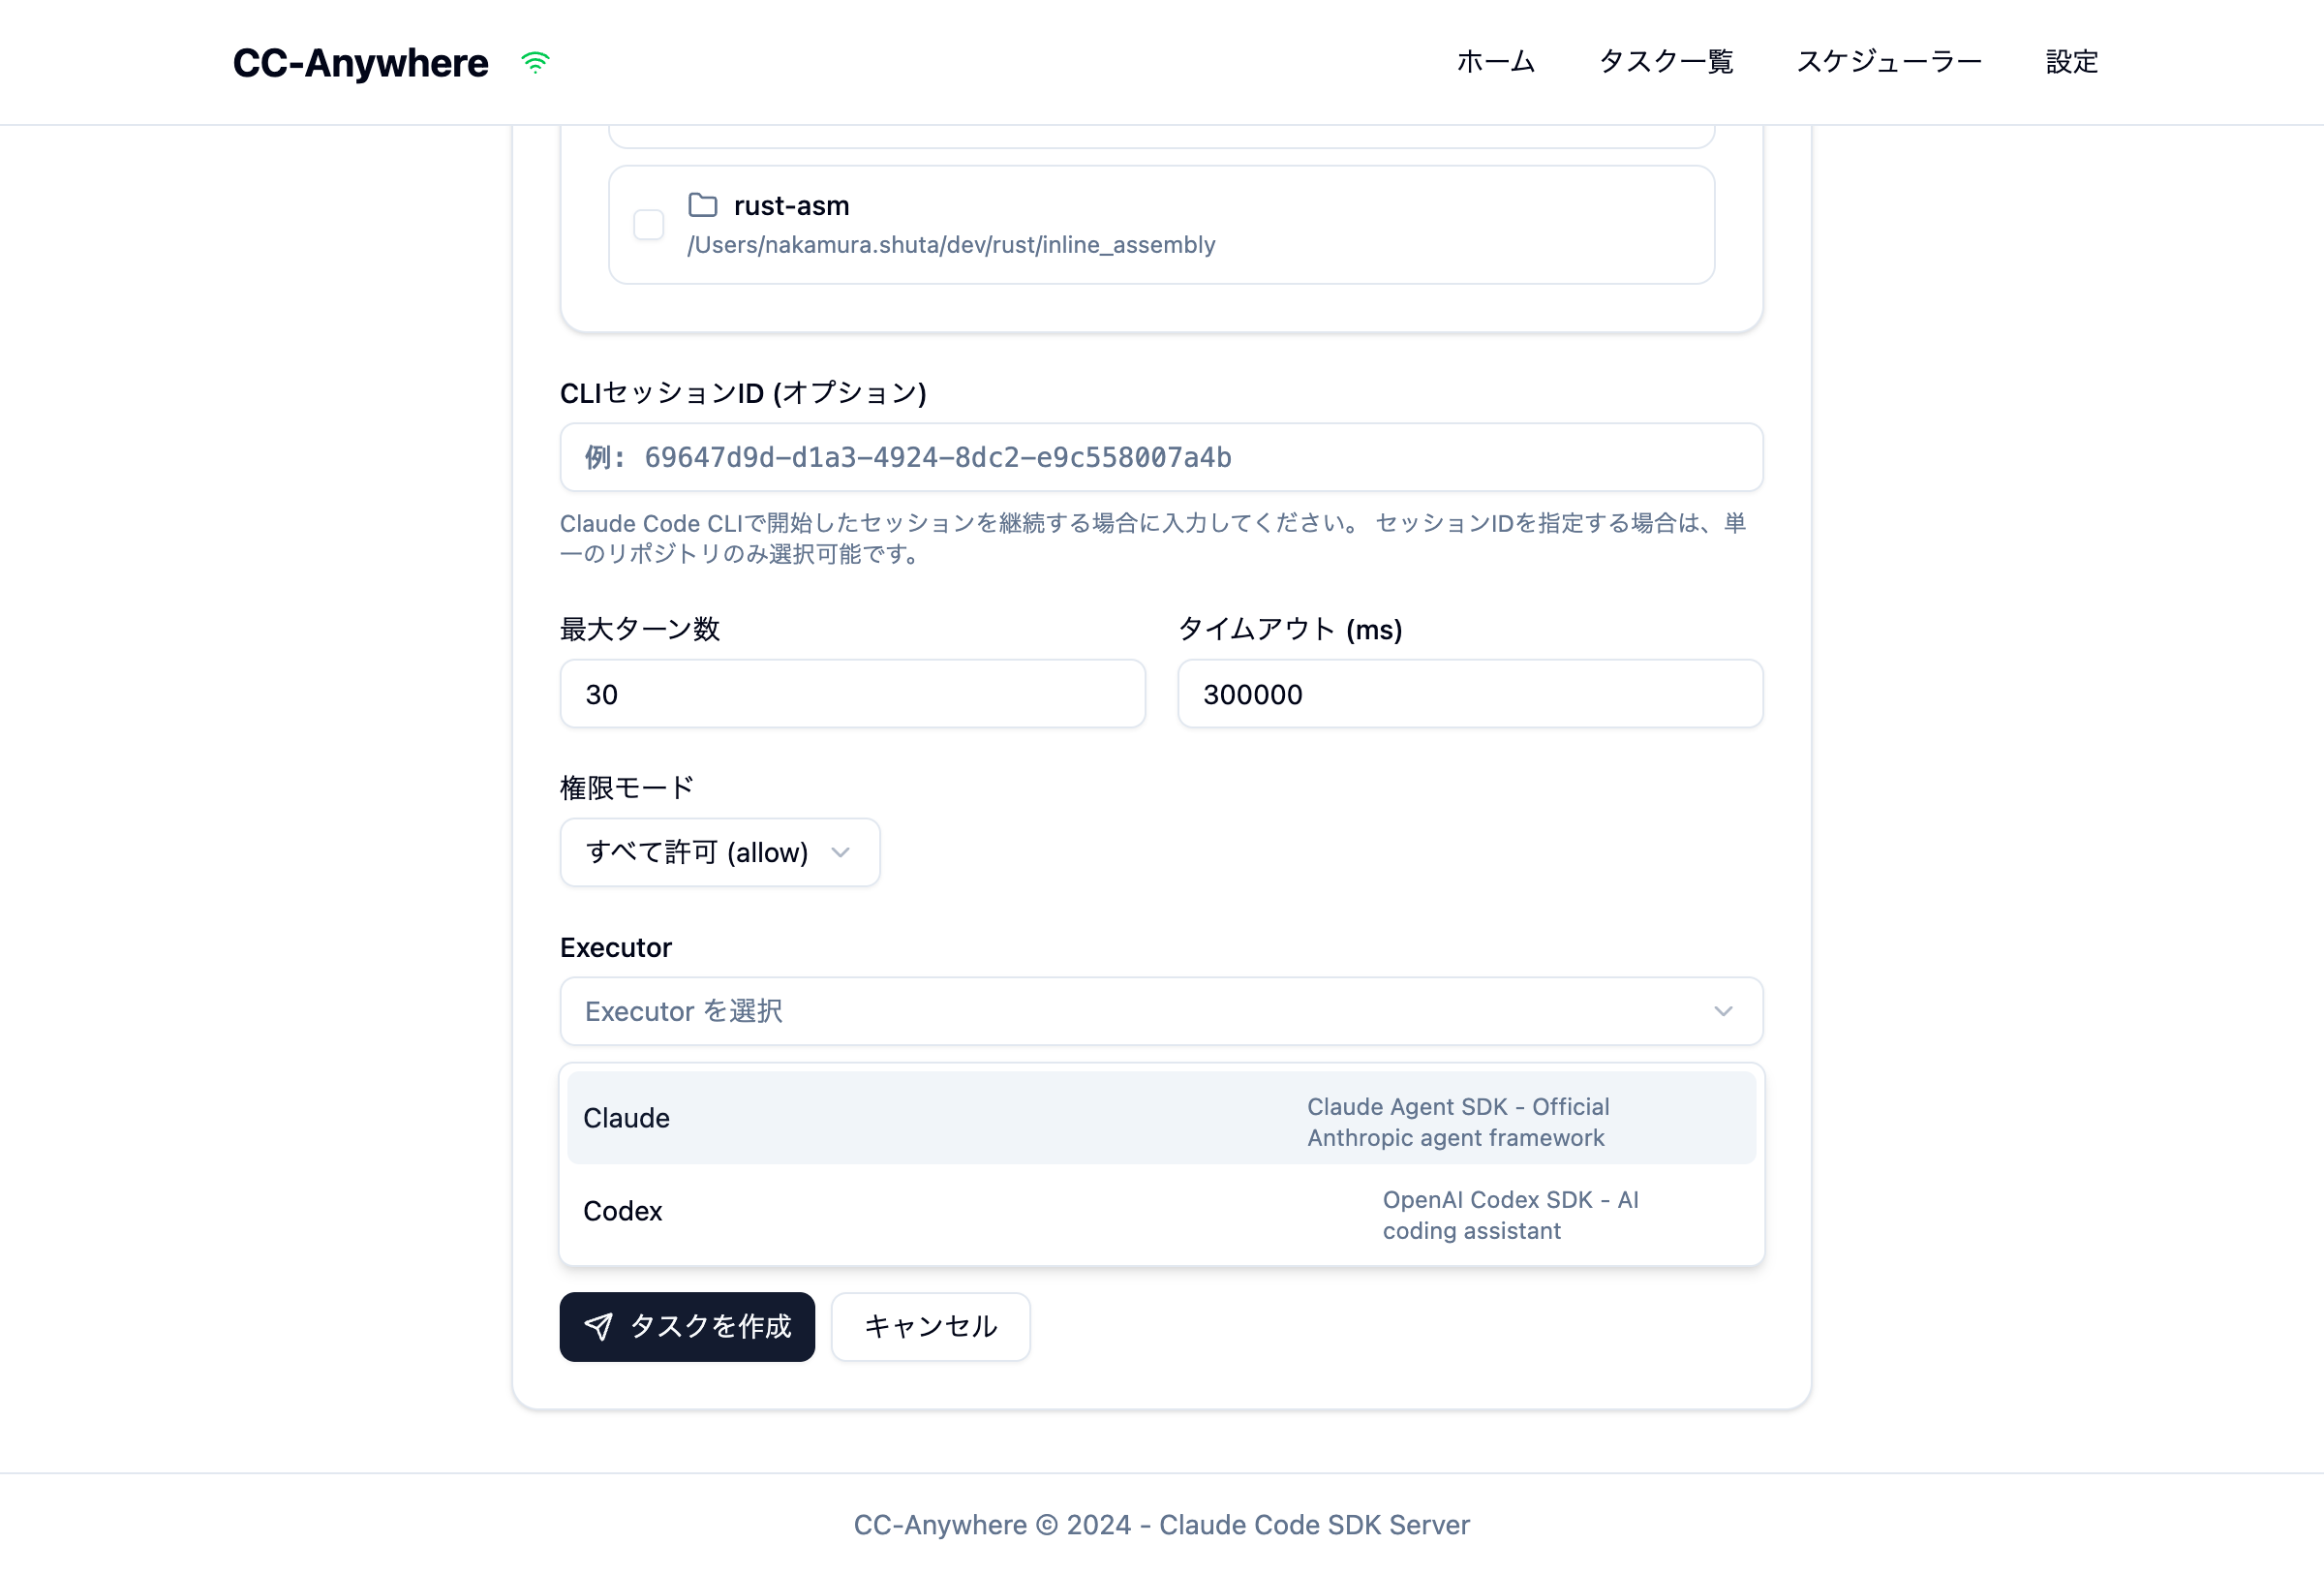 CC-Anywhere
ホーム タスク一覧 スケジューラー 設定
rust-asm
/Users/nakamura.shuta/dev/rust/inline_assembly
CLIセッションID (オプション)
例: 69647d9d-d1a3-4924-8dc2-e9c558007a4b
Claude Code CLIで開始したセッションを継続する場合に入力してください。 セッションIDを指定する場合は、単
一のリポジトリのみ選択可能です。
最大ターン数
30
タイムアウト (ms)
300000
権限モード
すべて許可 (allow)
Executor
Executor を選択
Claude
Claude Agent SDK - Official
Anthropic agent framework
Codex
OpenAI Codex SDK - AI
coding assistant
タスクを作成
キャンセル
CC-Anywhere © 2024 - Claude Code SDK Server